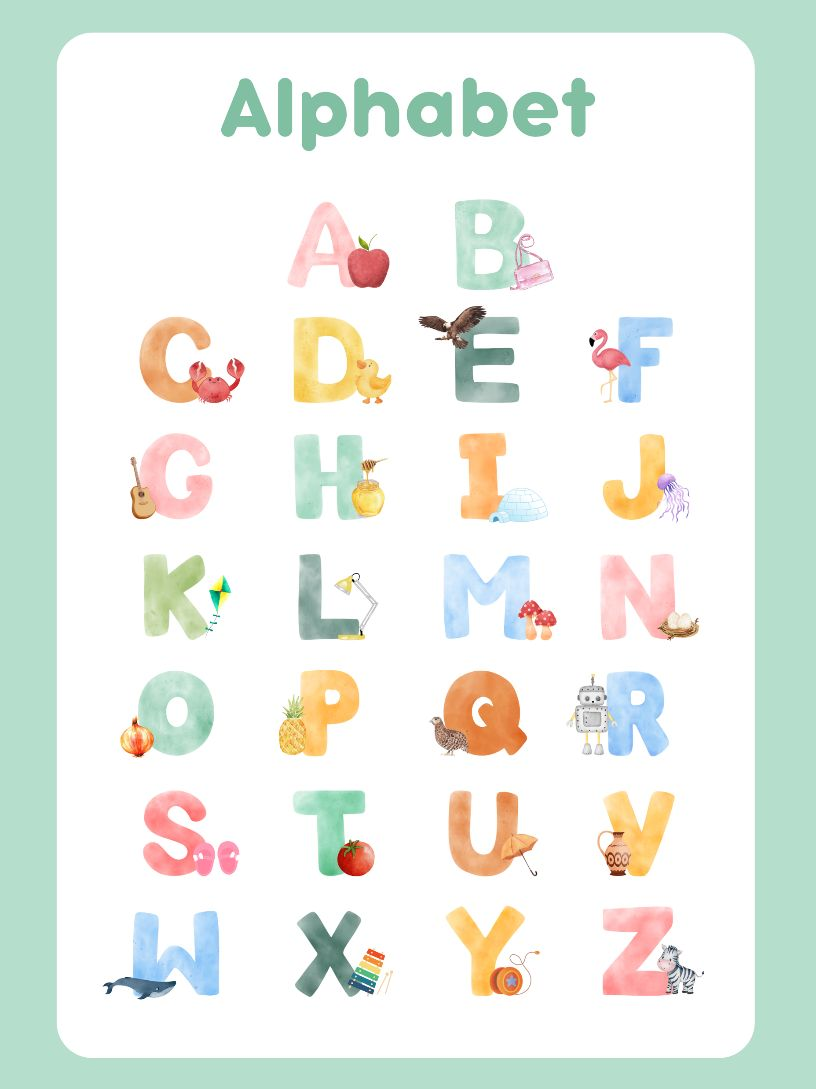 Alphabet
A B
C D E F
G H I J
K L M N
O P Q R
S T U V
W X Y Z